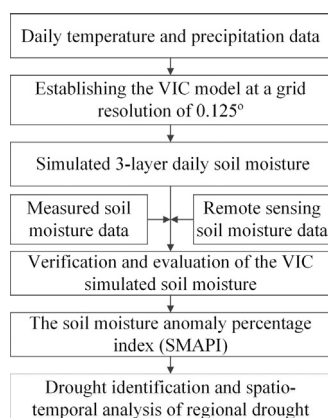 Daily temperature and precipitation data
Establishing the VIC model at a grid
resolution of 0.125º
Simulated 3-layer daily soil moisture
Measured soil
moisture data
Remote sensing
soil moisture data
Verification and evaluation of the VIC
simulated soil moisture
The soil moisture anomaly percentage
index (SMAPI)
Drought identification and spatio-
temporal analysis of regional drought